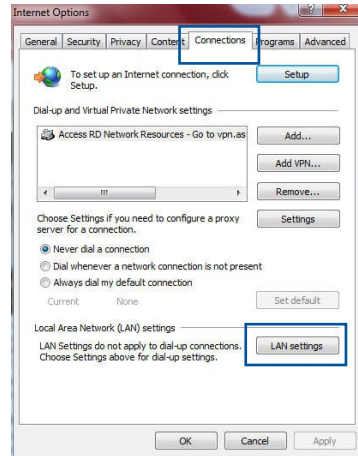 Internet Options
General Security Privacy Content Connections Programs Advanced
To set up an Internet connection, click
Setup.
Setup
Dial-up and Virtual Private Network settings
Access RD Network Resources - Go to vpn.as
Add...
Add VPN...
Remove...
Choose Settings if you need to configure a proxy
server for a connection.
Settings
Never dial a connection
Dial whenever a network connection is not present
Always dial my default connection
Current None
Set default
Local Area Network (LAN) settings
LAN Settings do not apply to dial-up connections.
Choose Settings above for dial-up settings.
LAN settings
OK Cancel Apply